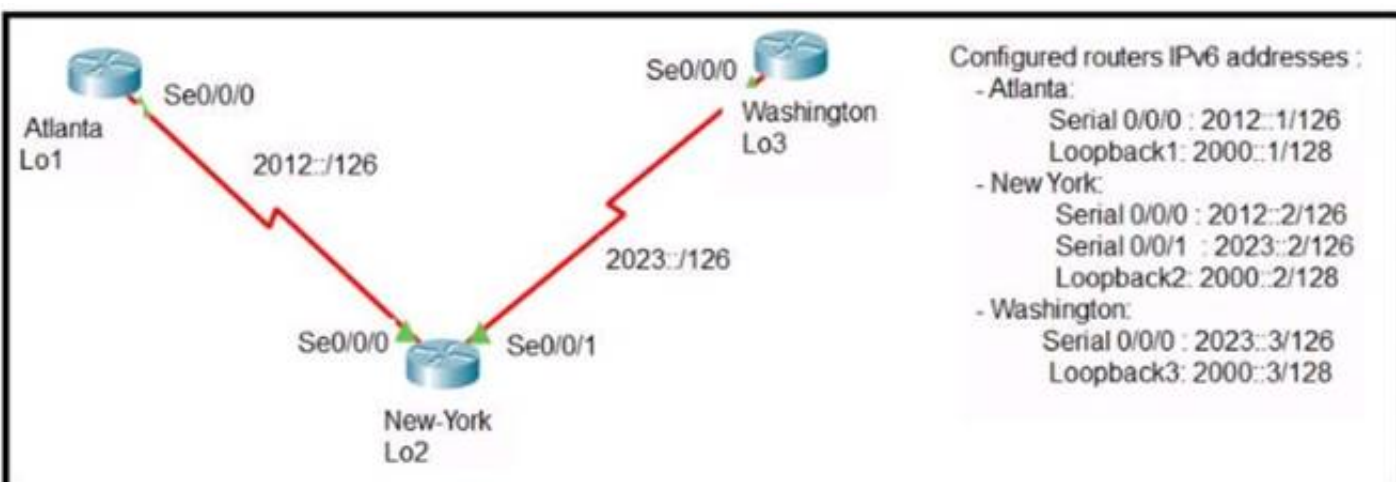 Se0/0/0
Atlanta
Lo1
2012::/126
Se0/0/0
Washington
Lo3
2023::/126
Se0/0/0
Se0/0/1
New-York
Lo2
Configured routers IPv6 addresses :
- Atlanta:
Serial 0/0/0 : 2012::1/126
Loopback1: 2000::1/128
- New York:
Serial 0/0/0 : 2012::2/126
Serial 0/0/1 : 2023::2/126
Loopback2: 2000::2/128
- Washington:
Serial 0/0/0 : 2023::3/126
Loopback3: 2000::3/128